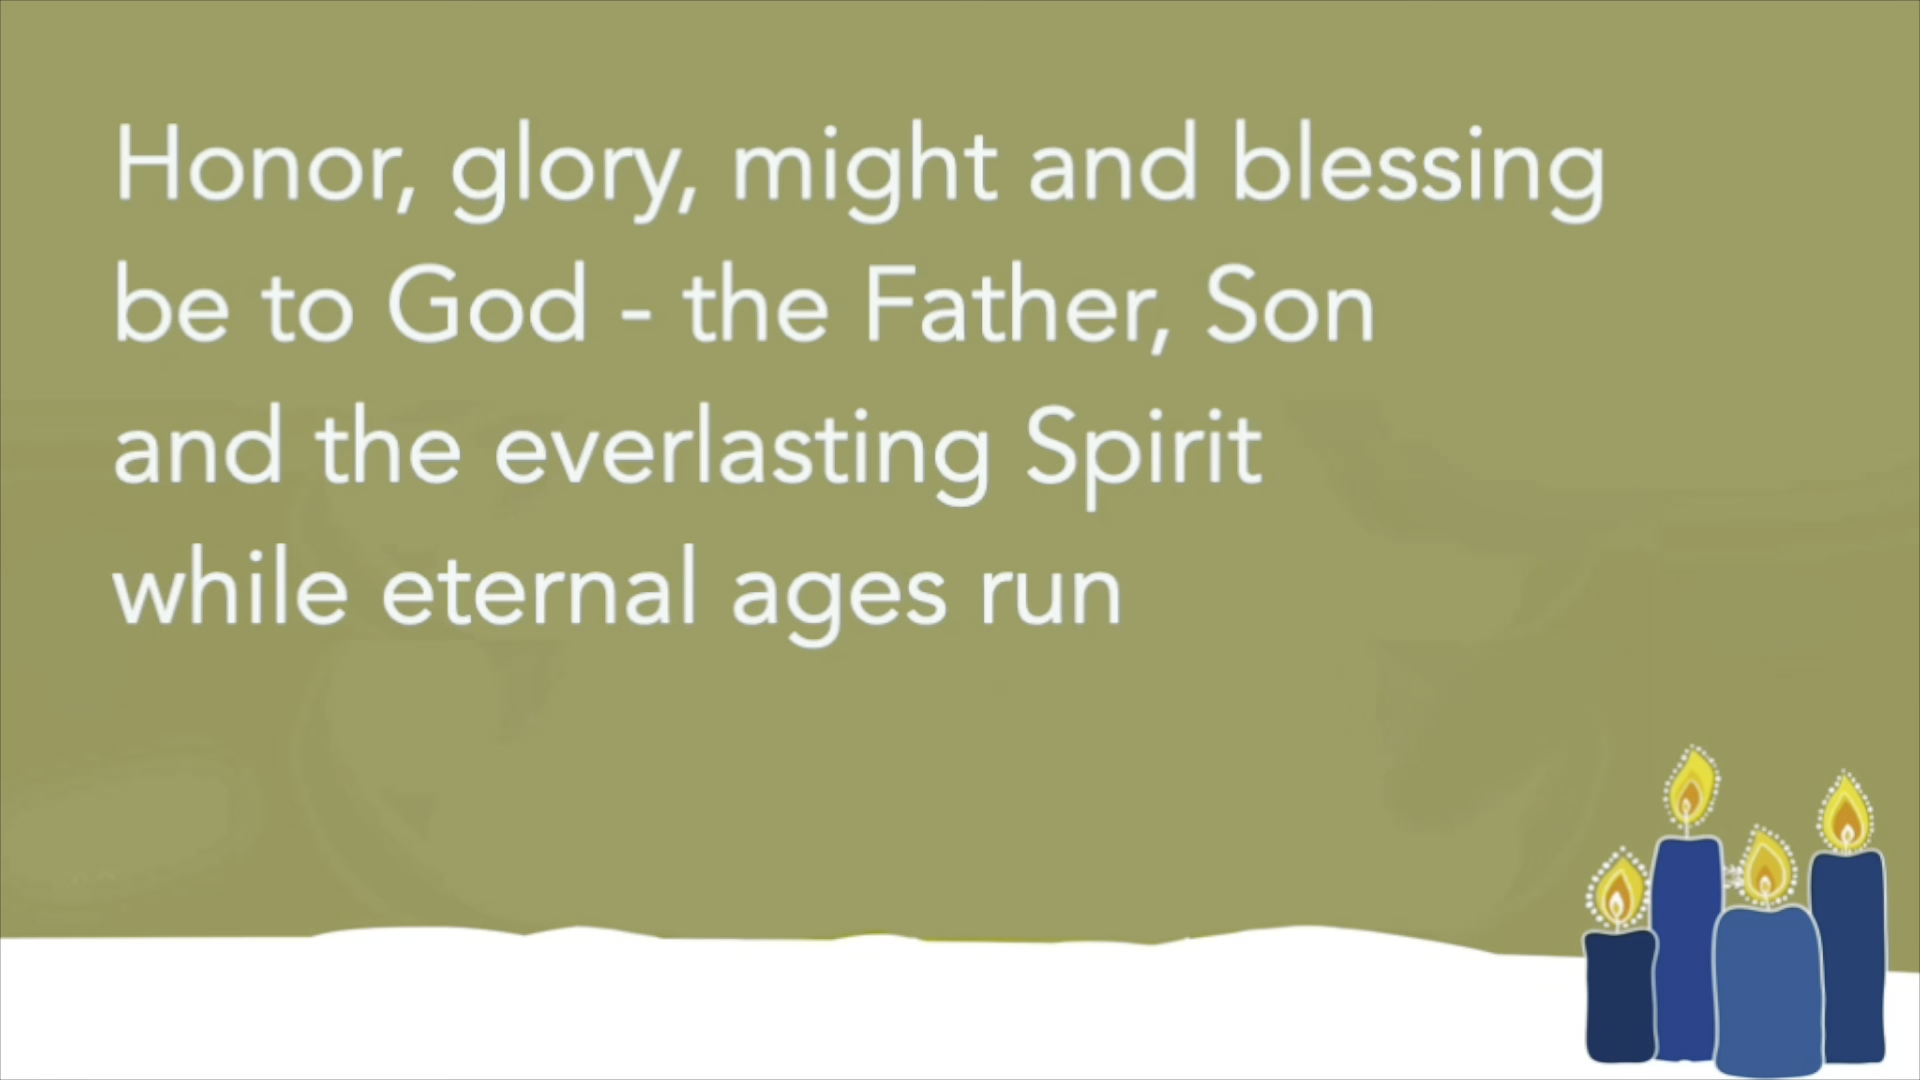 Honor, glory, might and blessing
be to God - the Father, Son
and the everlasting Spirit
while eternal ages run